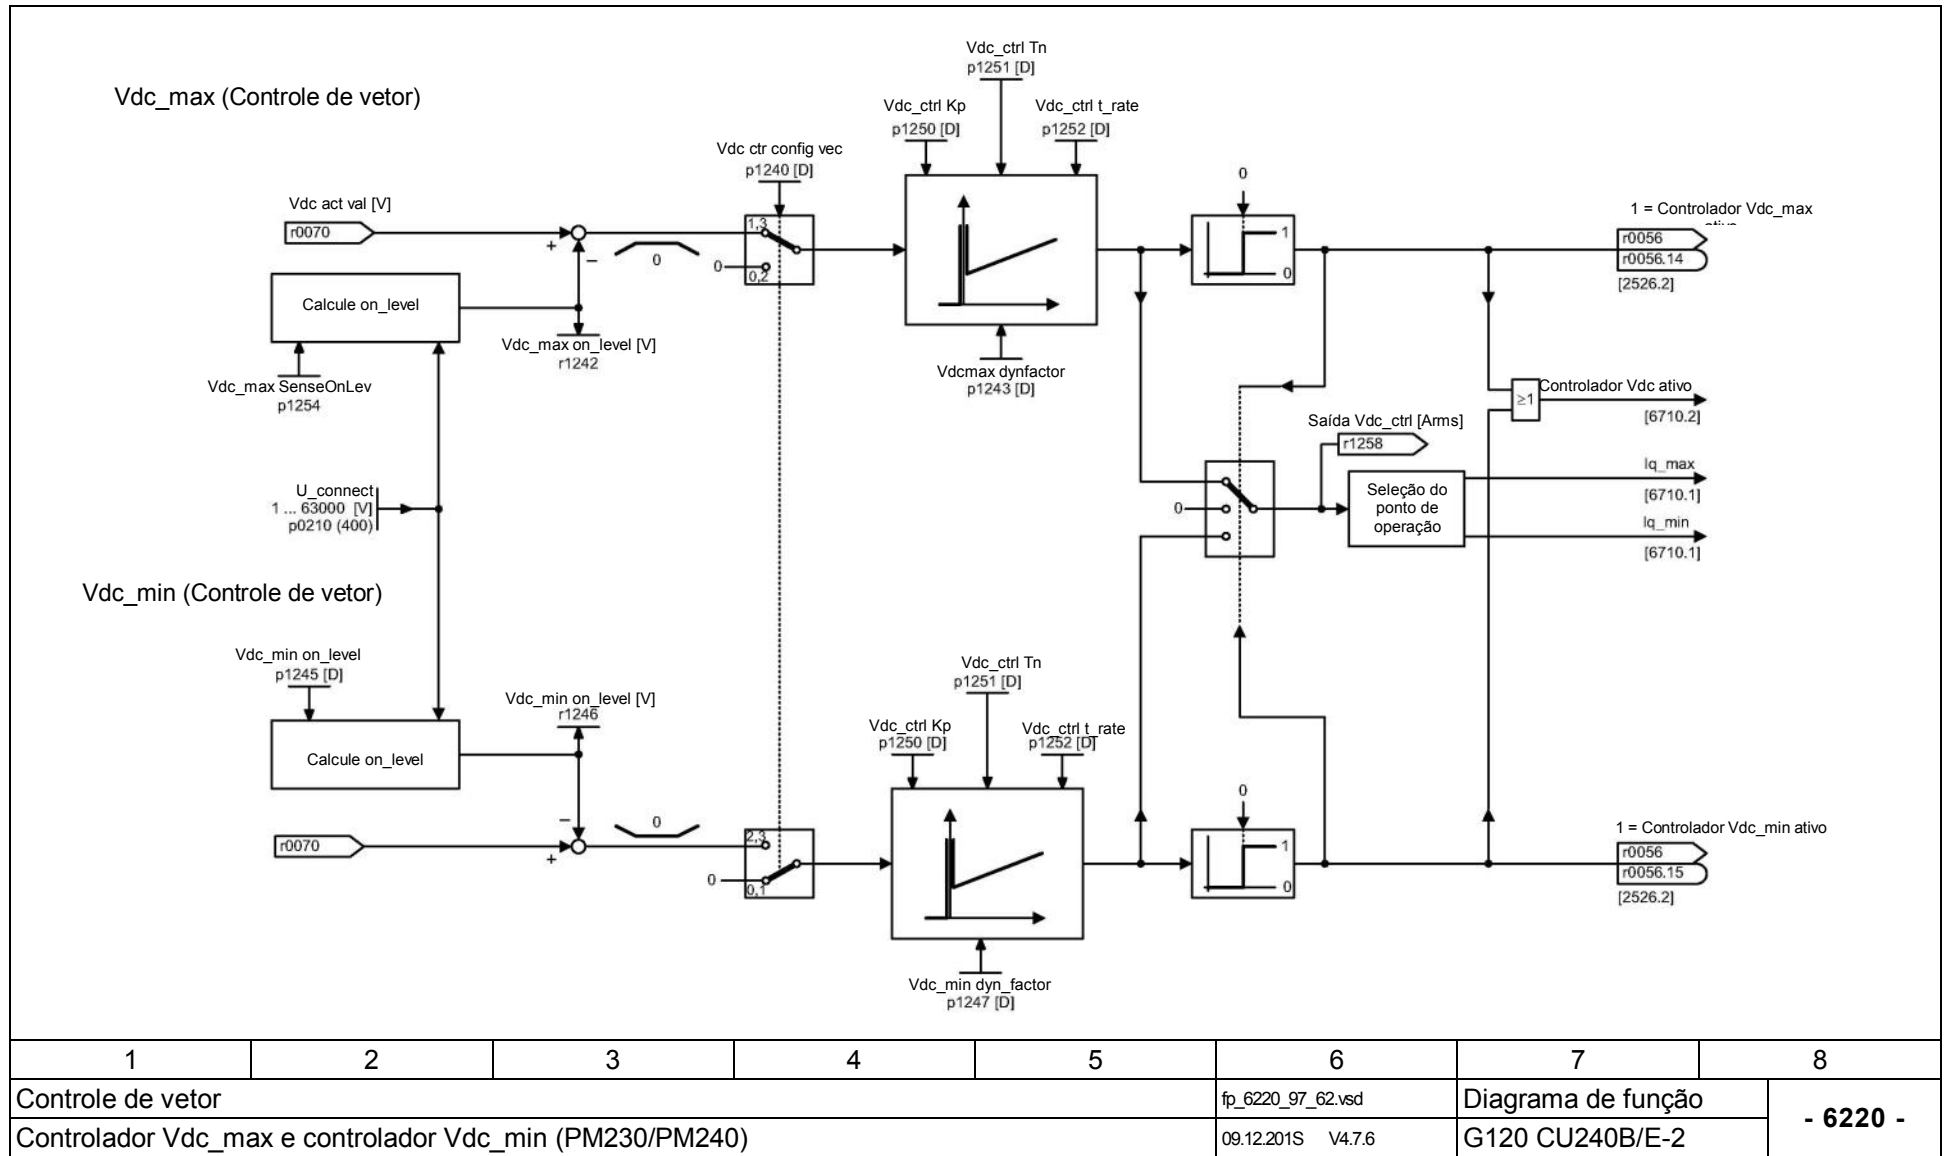 Vdc_max (Controle de vetor)
Vdc_ctrl Tn
p1251 [D]
Vdc_ctrl Kp
p1250 [D]
Vdc_ctrl t_rate
p1252 [D]
Vdc ctr config vec
p1240 [D]
Vdc act val [V]
r0070
+
−
0
1,3
0
0,2
0
1
0
1 = Controlador Vdc_max
r0056
r0056.14
[2526.2]
Calcule on_level
Vdc_max on_level [V]
r1242
Vdc_max SenseOnLev
p1254
Vdcmax dynfactor
p1243 [D]
≥1
Controlador Vdc ativo
[6710.2]
Saída Vdc_ctrl [Arms]
r1258
U_connect
1 ... 63000 [V]
p0210 (400)
0
Seleção do
ponto de
operação
Iq_max
[6710.1]
Iq_min
[6710.1]
Vdc_min (Controle de vetor)
Vdc_min on_level
p1245 [D]
Vdc_min on_level [V]
r1246
Calcule on_level
Vdc_ctrl Tn
p1251 [D]
Vdc_ctrl Kp
p1250 [D]
Vdc_ctrl t_rate
p1252 [D]
r0070
−
+
0
2,3
0
0,1
0
1
0
1 = Controlador Vdc_min ativo
r0056
r0056.15
[2526.2]
Vdc_min dyn_factor
p1247 [D]
1 2 3 4 5 6 7 8
Controle de vetor
fp_6220_97_62.vsd
Diagrama de função
- 6220 -
Controlador Vdc_max e controlador Vdc_min (PM230/PM240)
09.12.201S V4.7.6
G120 CU240B/E-2